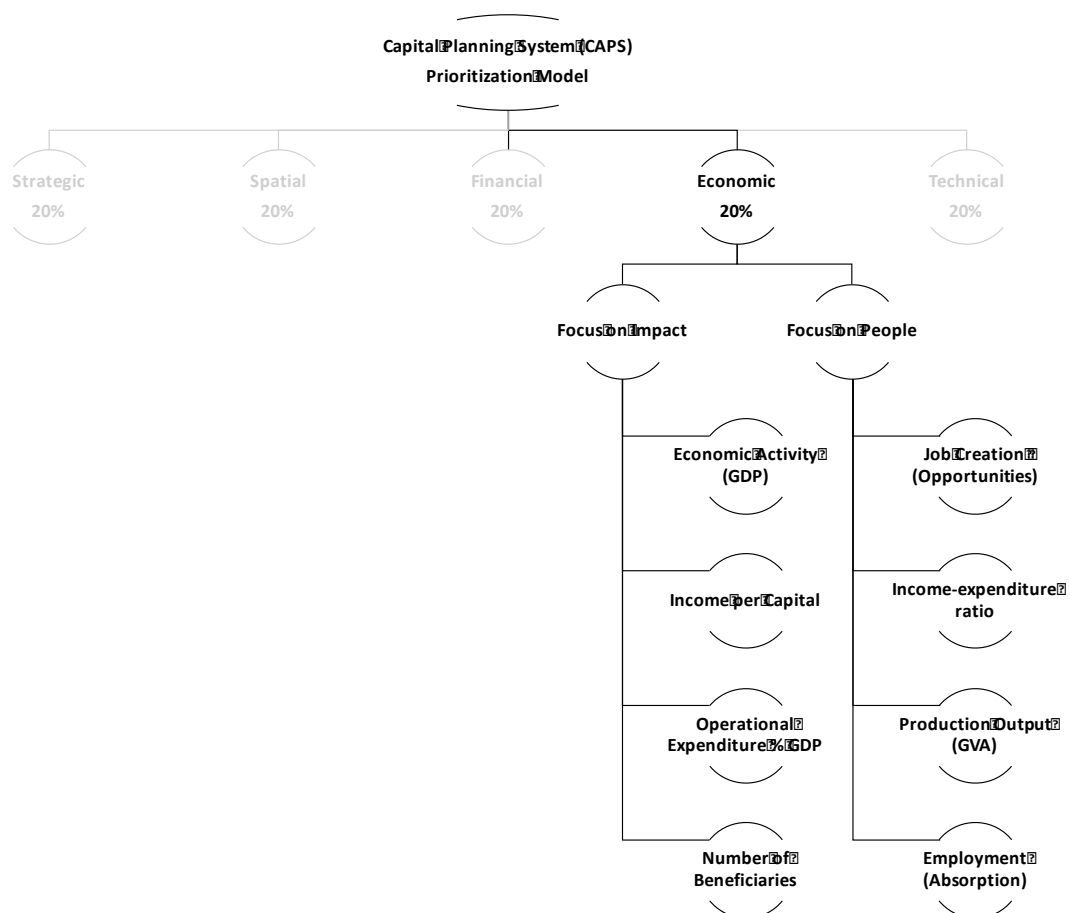 Capital Planning System (CAPS)
Prioritization Model
Strategic
20%
Spatial
20%
Financial
20%
Economic
20%
Technical
20%
Focus on Impact
Focus on People
Economic Activity
(GDP)
Income per Capital
Operational
Expenditure % GDP
Number of
Beneficiaries
Job Creation
(Opportunities)
Income-expenditure
ratio
Production Output
(GVA)
Employment
(Absorption)